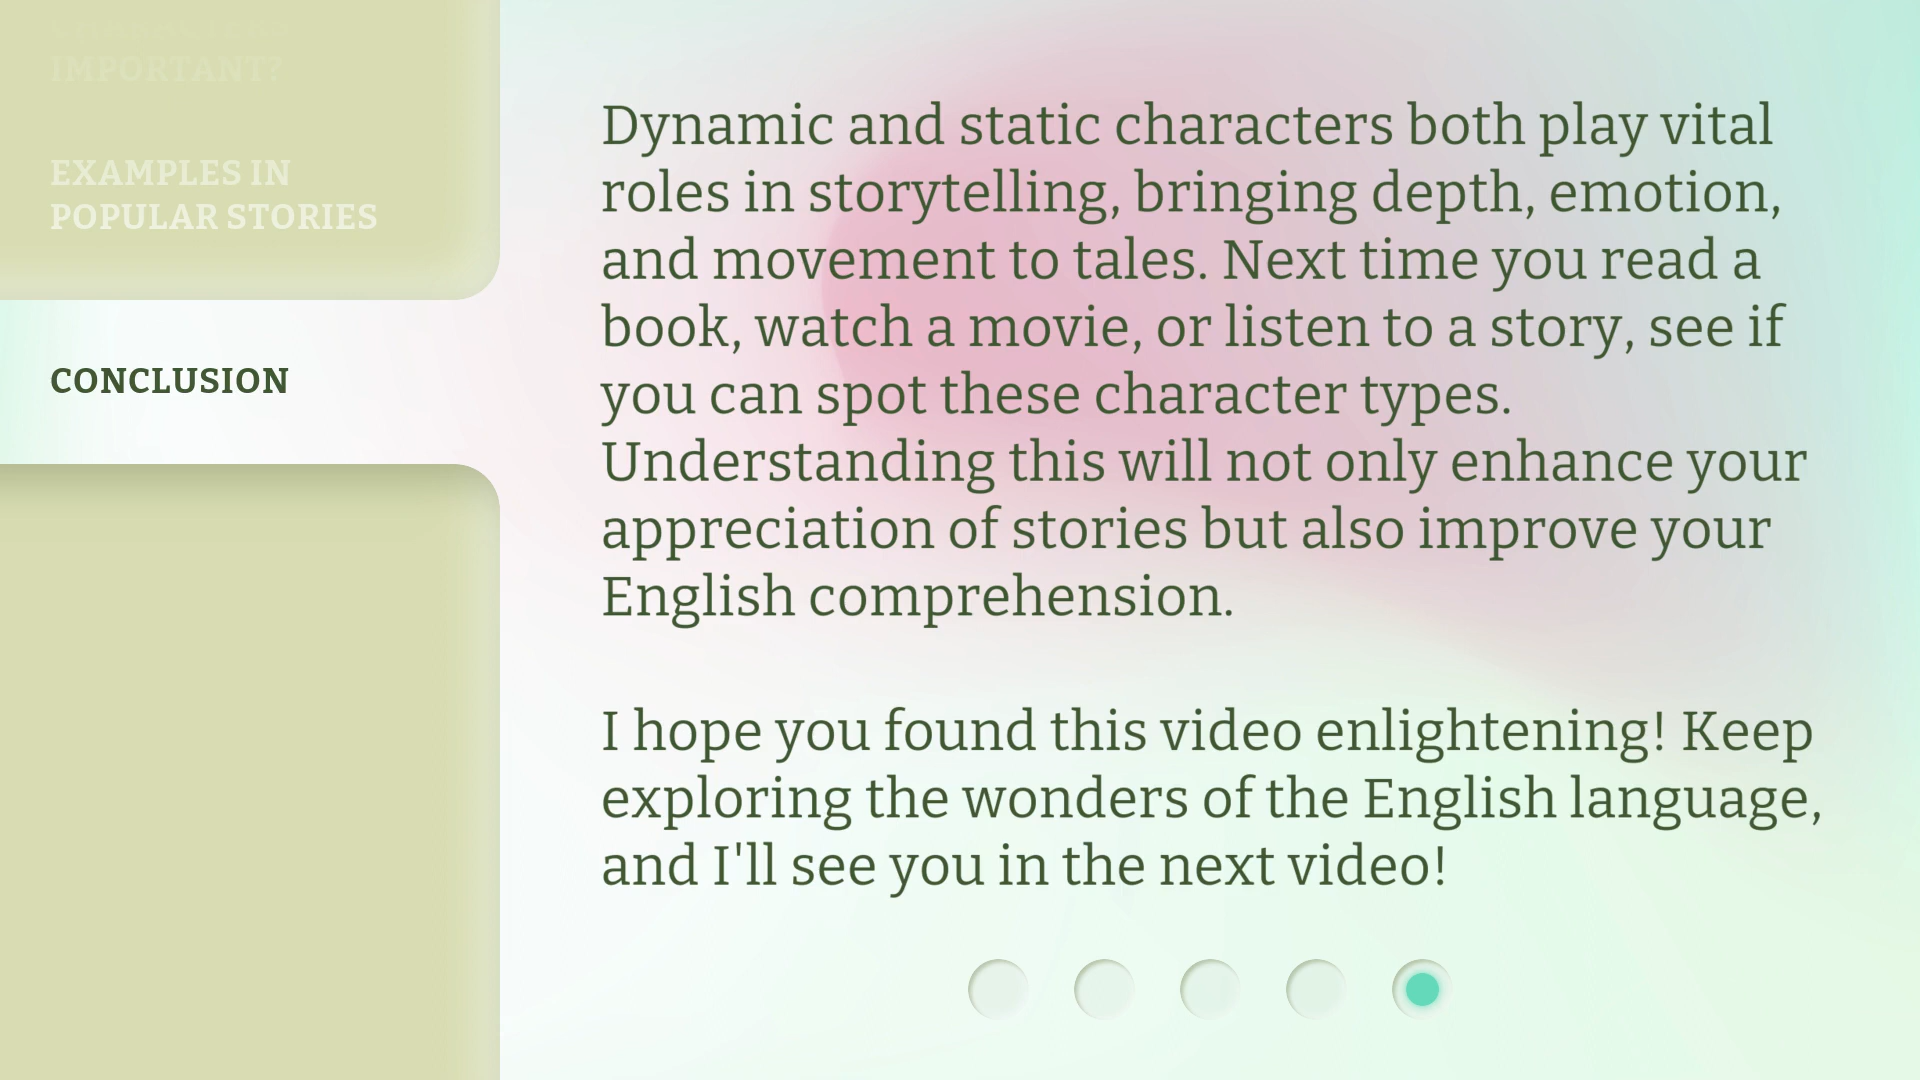 IMPORTANT?
EXAMPLES IN
POPULAR STORIES
CONCLUSION
Dynamic and static characters both play vital
roles in storytelling, bringing depth, emotion,
and movement to tales. Next time you read a
book, watch a movie, or listen to a story, see if
you can spot these character types.
Understanding this will not only enhance your
appreciation of stories but also improve your
English comprehension.
I hope you found this video enlightening! Keep
exploring the wonders of the English language,
and I'll see you in the next video!